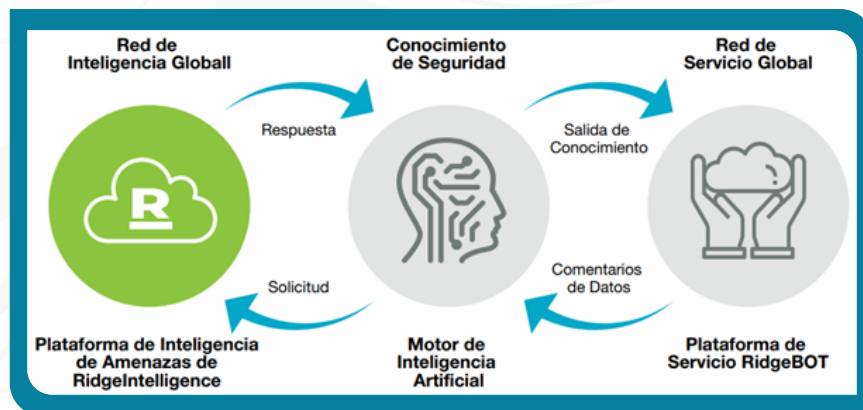 Red de
Inteligencia Globall
Conocimiento
de Seguridad
Red de
Servicio Global
Respuesta
Salida de
Conocimiento
R
Solicitud
Comentarios
de Datos
Plataforma de Inteligencia
de Amenazas de
RidgeIntelligence
Motor de
Inteligencia
Artificial
Plataforma de
Servicio RidgeBOT